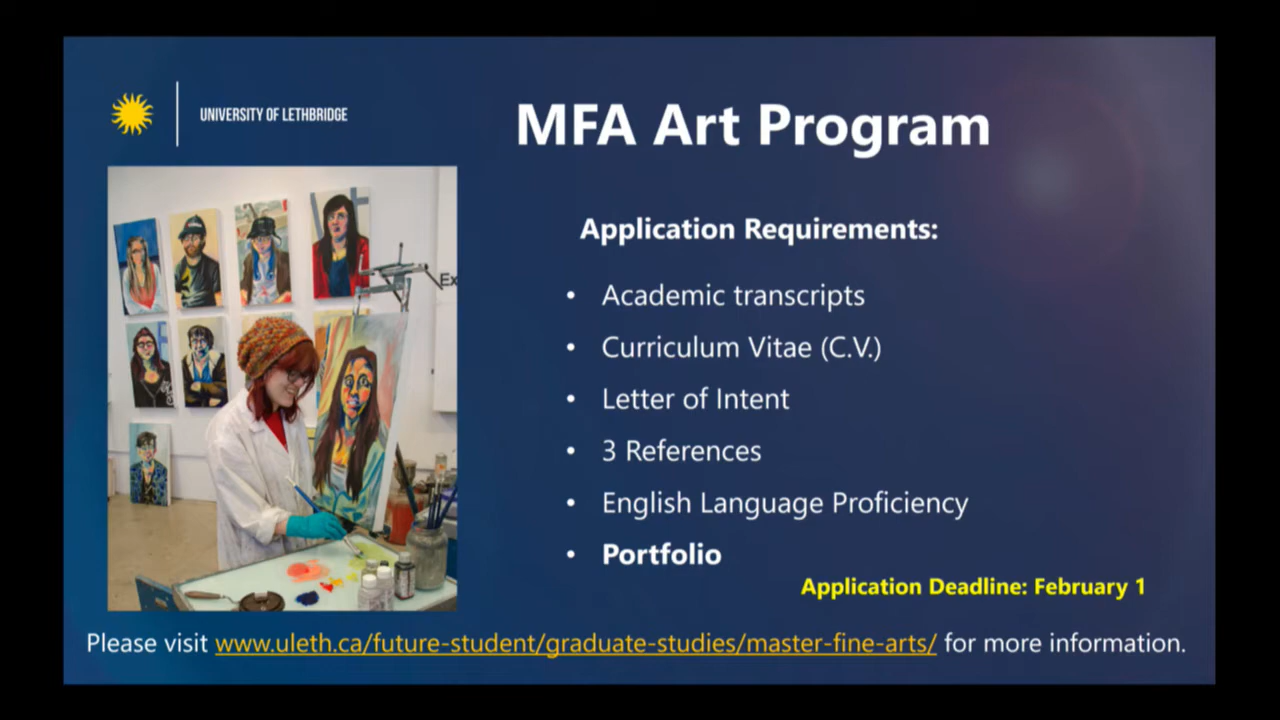 UNIVERSITY OF LETHBRIDGE
MFA Art Program
Application Requirements:
• Academic transcripts
• Curriculum Vitae (C.V.)
• Letter of Intent
• 3 References
• English Language Proficiency
• Portfolio
Application Deadline: February 1
Please visit www.uleth.ca/future-student/graduate-studies/master-fine-arts/ for more information.